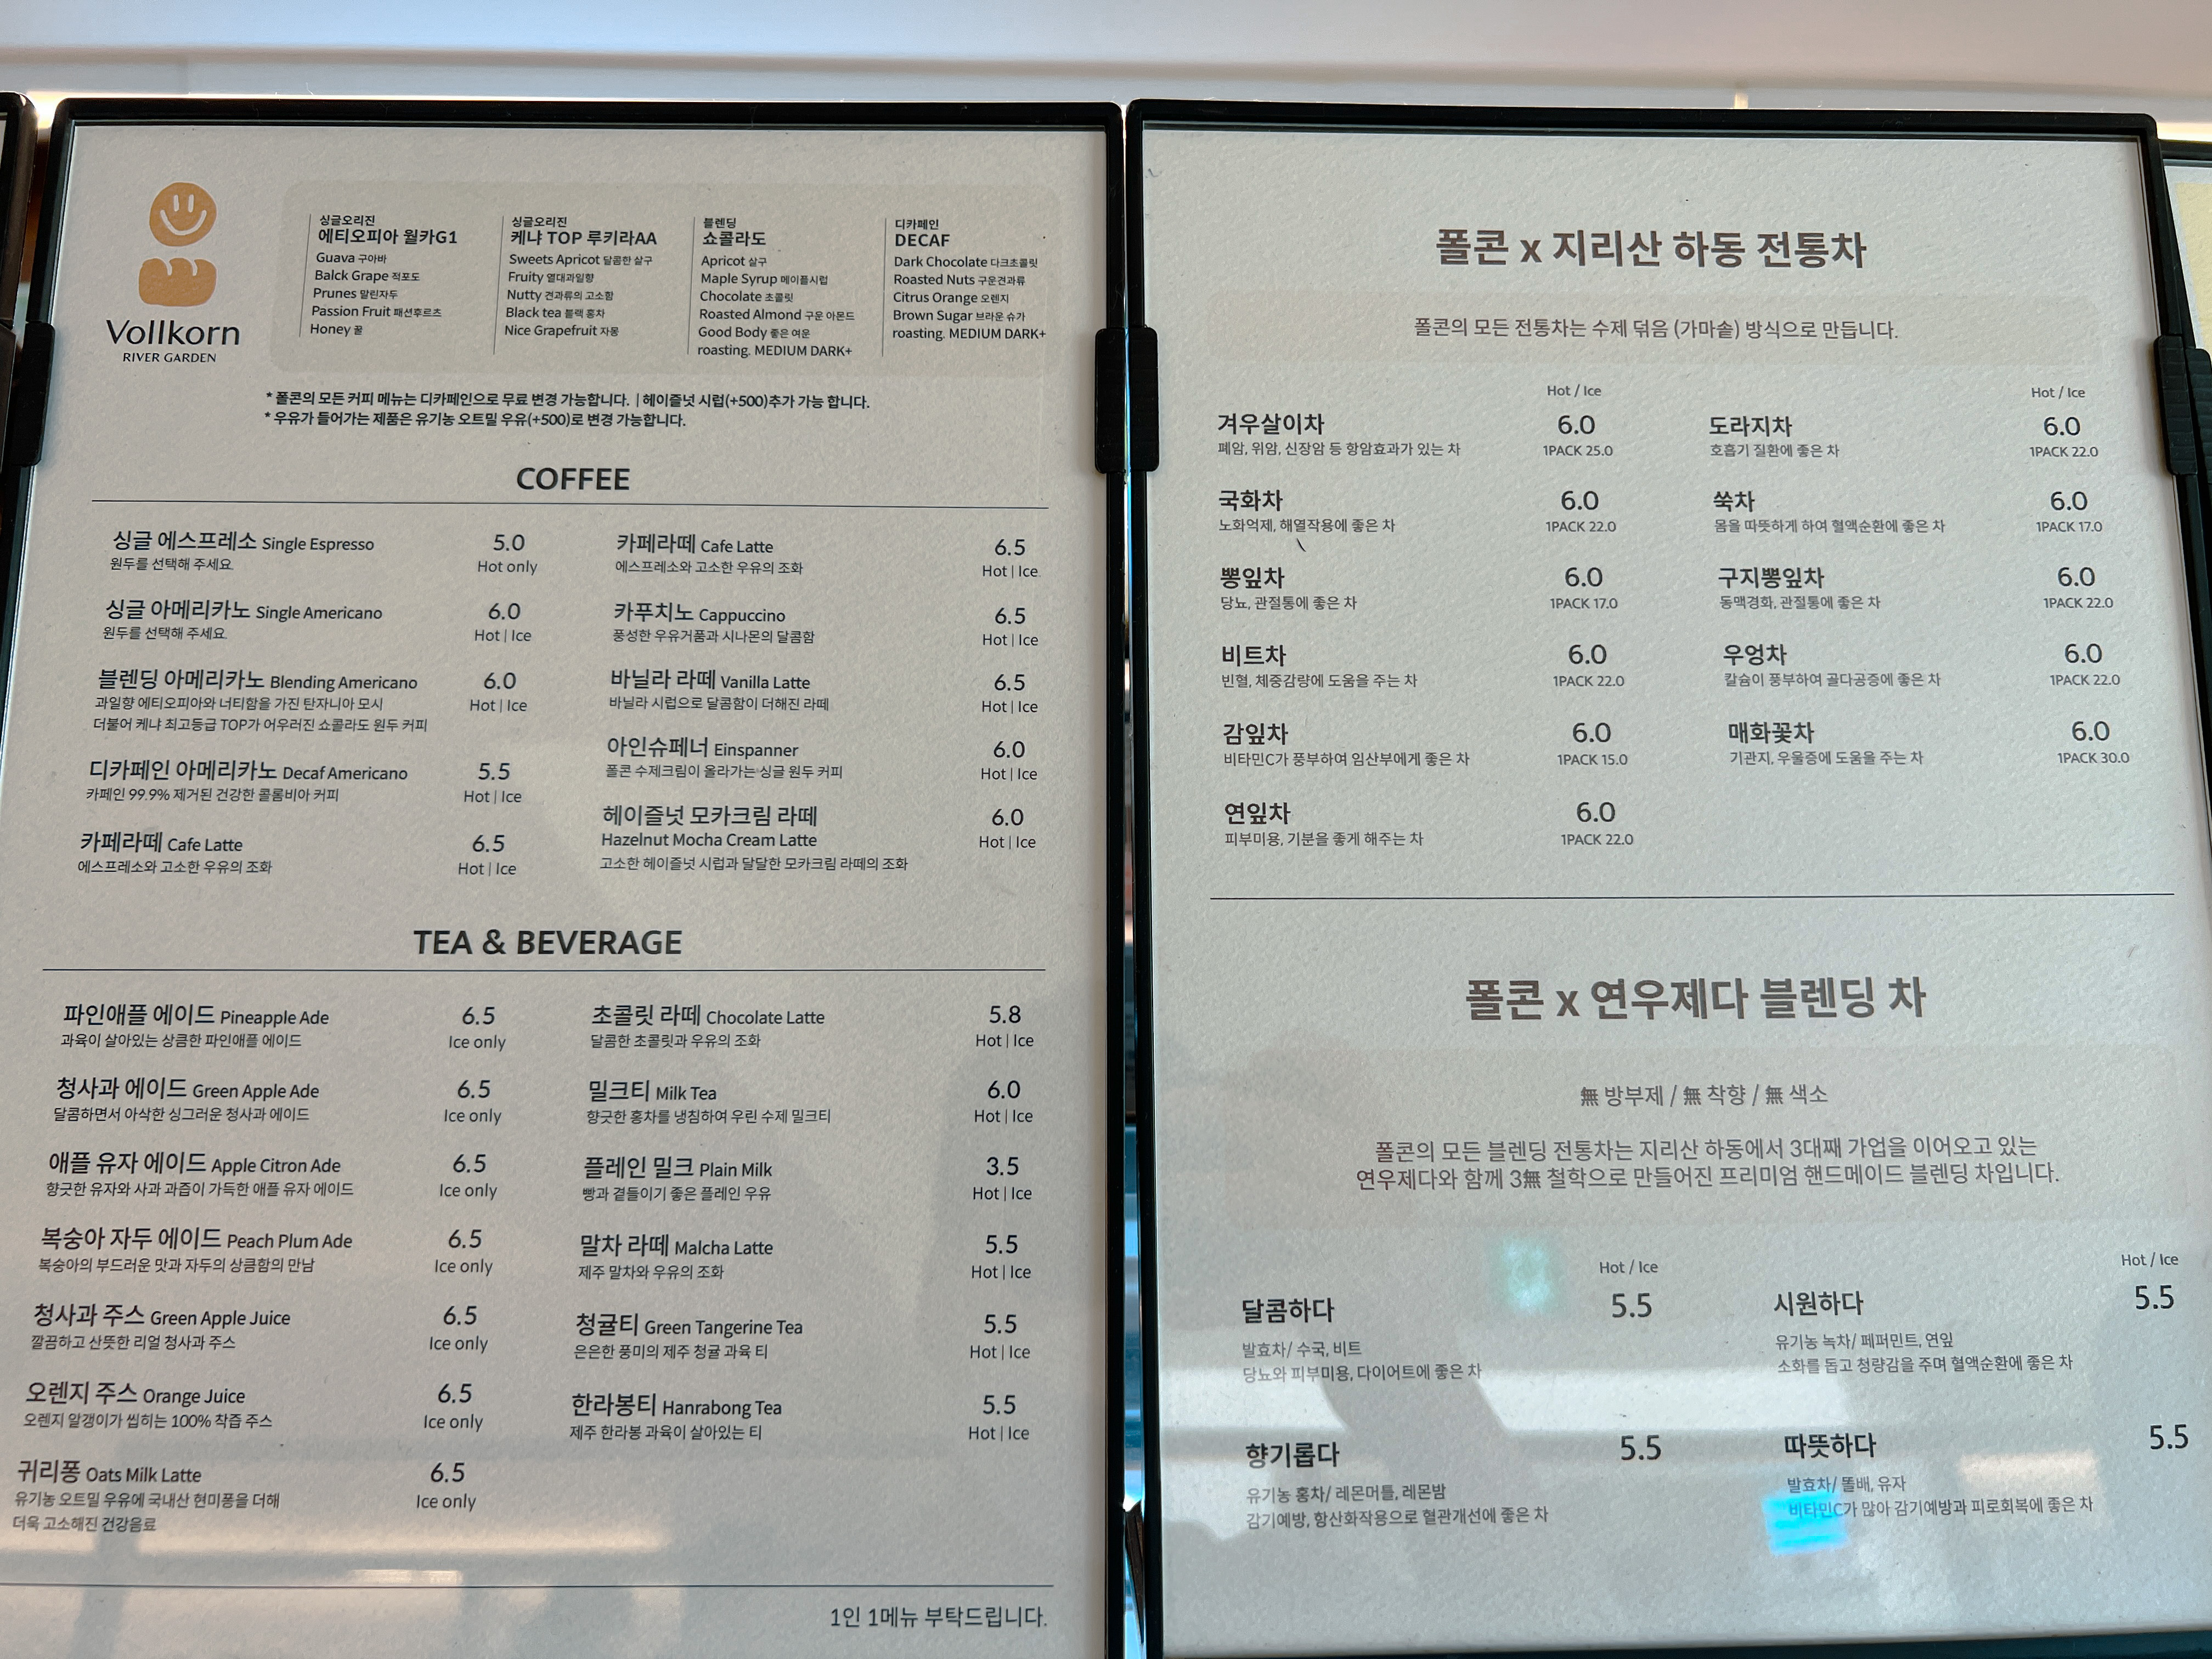 Vollkorn
RIVER GARDEN
싱글오리진
에티오피아 월카G1
Guava 구아바
Balck Grape 적포도
Prunes 말린자두
Passion Fruit 패션후르츠
Honey 꿀
싱글오리진
케냐 TOP 루키라AA
Sweets Apricot 달콤한 살구
Fruity 열대과일향
Nutty 견과류의 고소함
Black tea 블랙 홍차
Nice Grapefruit 자몽
블렌딩
쇼콜라도
Apricot 살구
Maple Syrup 메이플시럽
Chocolate 초콜릿
Roasted Almond 구운 아몬드
Good Body 좋은 여운
roasting. MEDIUM DARK+
디카페인
DECAF
Dark Chocolate 다크초콜릿
Roasted Nuts 구운견과류
Citrus Orange 오렌지
Brown Sugar 브라운 슈가
roasting. MEDIUM DARK+
* 폴콘의 모든 커피 메뉴는 디카페인으로 무료 변경 가능합니다. | 헤이즐넛 시럽(+500)추가 가능 합니다.
* 우유가 들어가는 제품은 유기농 오트밀 우유(+500)로 변경 가능합니다.
COFFEE
싱글 에스프레소 Single Espresso 5.0
원두를 선택해 주세요. Hot only
싱글 아메리카노 Single Americano 6.0
원두를 선택해 주세요. Hot | Ice
블렌딩 아메리카노 Blending Americano 6.0
과일향 에티오피아와 너티함을 가진 탄자니아 모시 Hot | Ice
더불어 케냐 최고등급 TOP가 어우러진 쇼콜라도 원두 커피
디카페인 아메리카노 Decaf Americano 5.5
카페인 99.9% 제거된 건강한 콜롬비아 커피 Hot | Ice
카페라떼 Cafe Latte 6.5
에스프레소와 고소한 우유의 조화 Hot | Ice
카페라떼 Cafe Latte 6.5
에스프레소와 고소한 우유의 조화 Hot | Ice
카푸치노 Cappuccino 6.5
풍성한 우유거품과 시나몬의 달콤함 Hot | Ice
바닐라 라떼 Vanilla Latte 6.5
바닐라 시럽으로 달콤함이 더해진 라떼 Hot | Ice
아인슈페너 Einspanner 6.0
폴콘 수제크림이 올라가는 싱글 원두 커피 Hot | Ice
헤이즐넛 모카크림 라떼 6.0
Hazelnut Mocha Cream Latte Hot | Ice
고소한 헤이즐넛 시럽과 달달한 모카크림 라떼의 조화
TEA & BEVERAGE
파인애플 에이드 Pineapple Ade 6.5
과육이 살아있는 상큼한 파인애플 에이드 Ice only
청사과 에이드 Green Apple Ade 6.5
달콤하면서 아삭한 싱그러운 청사과 에이드 Ice only
애플 유자 에이드 Apple Citron Ade 6.5
향긋한 유자와 사과 과즙이 가득한 애플 유자 에이드 Ice only
복숭아 자두 에이드 Peach Plum Ade 6.5
복숭아의 부드러운 맛과 자두의 상큼함의 만남 Ice only
청사과 주스 Green Apple Juice 6.5
깔끔하고 산뜻한 리얼 청사과 주스 Ice only
오렌지 주스 Orange Juice 6.5
오렌지 알갱이가 씹히는 100% 착즙 주스 Ice only
귀리퐁 Oats Milk Latte 6.5
유기농 오트밀 우유에 국내산 현미퐁을 더해 Ice only
더욱 고소해진 건강음료
초콜릿 라떼 Chocolate Latte 5.8
달콤한 초콜릿과 우유의 조화 Hot | Ice
밀크티 Milk Tea 6.0
향긋한 홍차를 냉침하여 우린 수제 밀크티 Hot | Ice
플레인 밀크 Plain Milk 3.5
빵과 곁들이기 좋은 플레인 우유 Hot | Ice
말차 라떼 Malcha Latte 5.5
제주 말차와 우유의 조화 Hot | Ice
청귤티 Green Tangerine Tea 5.5
은은한 풍미의 제주 청귤 과육 티 Hot | Ice
한라봉티 Hanrabong Tea 5.5
제주 한라봉 과육이 살아있는 티 Hot | Ice
1인 1메뉴 부탁드립니다.
폴콘 x 지리산 하동 전통차
폴콘의 모든 전통차는 수제 덖음 (가마솥) 방식으로 만듭니다.
Hot / Ice
겨우살이차 6.0
폐암, 위암, 신장암 등 항암효과가 있는 차 1PACK 25.0
국화차 6.0
노화억제, 해열작용에 좋은 차 1PACK 22.0
뽕잎차 6.0
당뇨, 관절통에 좋은 차 1PACK 17.0
비트차 6.0
빈혈, 체중감량에 도움을 주는 차 1PACK 22.0
감잎차 6.0
비타민C가 풍부하여 임산부에게 좋은 차 1PACK 15.0
연잎차 6.0
피부미용, 기분을 좋게 해주는 차 1PACK 22.0
Hot / Ice
도라지차 6.0
호흡기 질환에 좋은 차 1PACK 22.0
쑥차 6.0
몸을 따뜻하게 하여 혈액순환에 좋은 차 1PACK 17.0
구지뽕잎차 6.0
동맥경화, 관절통에 좋은 차 1PACK 22.0
우엉차 6.0
칼슘이 풍부하여 골다공증에 좋은 차 1PACK 22.0
매화꽃차 6.0
기관지, 우울증에 도움을 주는 차 1PACK 30.0
폴콘 x 연우제다 블렌딩 차
無 방부제 / 無 착향 / 無 색소
폴콘의 모든 블렌딩 전통차는 지리산 하동에서 3대째 가업을 이어오고 있는
연우제다와 함께 3無 철학으로 만들어진 프리미엄 핸드메이드 블렌딩 차입니다.
Hot / Ice
달콤하다 5.5
발효차/ 수국, 비트
당뇨와 피부미용, 다이어트에 좋은 차
향기롭다 5.5
유기농 홍차/ 레몬머틀, 레몬밤
감기예방, 항산화작용으로 혈관개선에 좋은 차
Hot / Ice
시원하다 5.5
유기농 녹차/ 페퍼민트, 연잎
소화를 돕고 청량감을 주며 혈액순환에 좋은 차
따뜻하다 5.5
발효차/ 돌배, 유자
비타민C가 많아 감기예방과 피로회복에 좋은 차